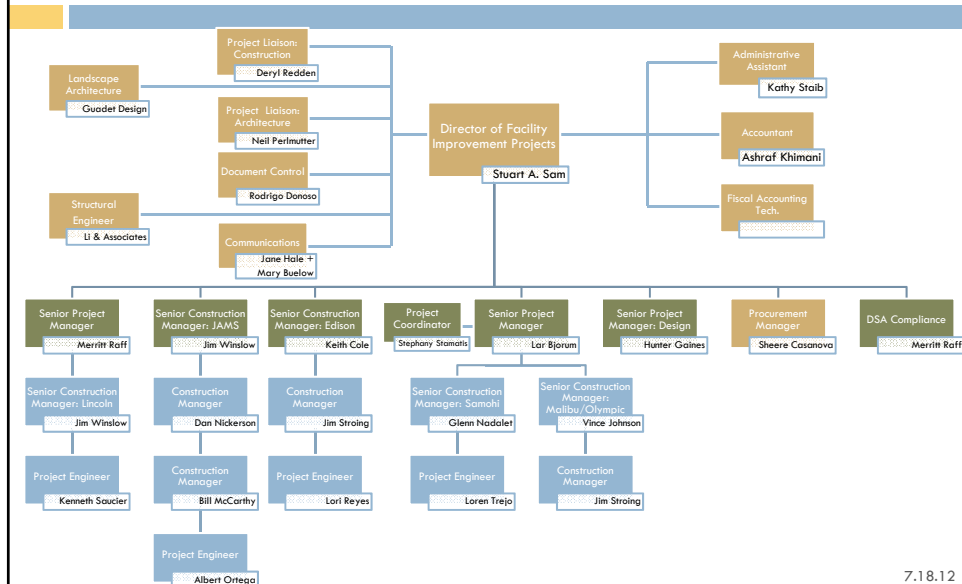 Project Liaison:
Construction
Deryl Redden
Landscape
Architecture
Guadet Design
Project Liaison:
Architecture
Neil Perlmutter
Document Control
Rodrigo Donoso
Structural
Engineer
Li & Associates
Communications
Jane Hale +
Mary Buelow
Director of Facility
Improvement Projects
Stuart A. Sam
Administrative
Assistant
Kathy Staib
Accountant
Ashraf Khimani
Fiscal Accounting
Tech.
Senior Project
Manager
Merritt Raff
Senior Construction
Manager: JAMS
Jim Winslow
Senior Construction
Manager: Edison
Keith Cole
Project
Coordinator
Stephany Stamatis
Senior Project
Manager
Lar Bjorum
Senior Project
Manager: Design
Hunter Gaines
Procurement
Manager
Sheere Casanova
DSA Compliance
Merritt Raff
Senior Construction
Manager: Lincoln
Jim Winslow
Construction
Manager
Dan Nickerson
Construction
Manager
Jim Stroing
Senior Construction
Manager: Samohi
Glenn Nadalet
Senior Construction
Manager:
Malibu/Olympic
Vince Johnson
Project Engineer
Kenneth Saucier
Construction
Manager
Bill McCarthy
Project Engineer
Lori Reyes
Project Engineer
Loren Trejo
Construction
Manager
Jim Stroing
Project Engineer
Albert Ortega
7.18.12